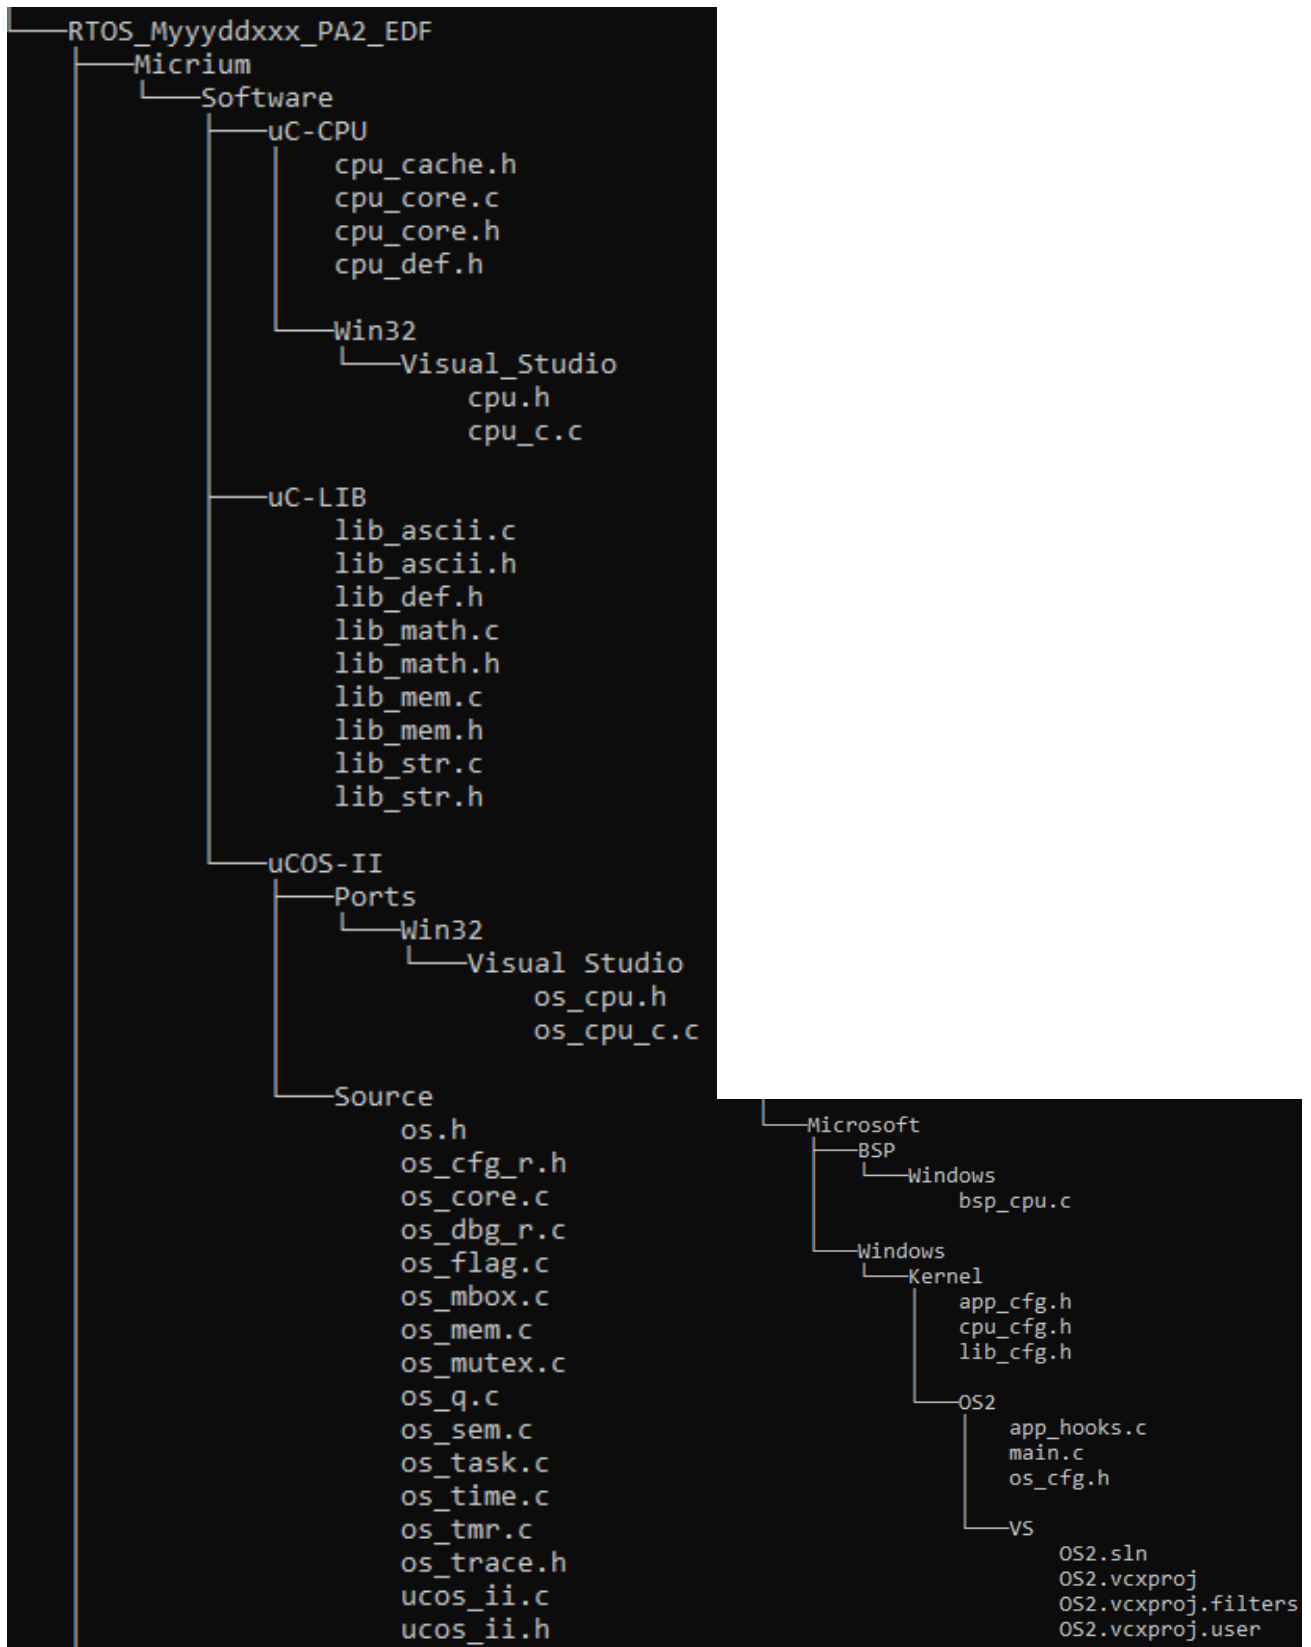 RTOS_Myyyddxxx_PA2_EDF
Micrium
Software
uC-CPU
cpu_cache.h
cpu_core.c
cpu_core.h
cpu_def.h
Win32
Visual_Studio
cpu.h
cpu_c.c
uC-LIB
lib_ascii.c
lib_ascii.h
lib_def.h
lib_math.c
lib_math.h
lib_mem.c
lib_mem.h
lib_str.c
lib_str.h
uCOS-II
Ports
Win32
Visual Studio
os_cpu.h
os_cpu_c.c
Source
os.h
os_cfg_r.h
os_core.c
os_dbg_r.c
os_flag.c
os_mbox.c
os_mem.c
os_mutex.c
os_q.c
os_sem.c
os_task.c
os_time.c
os_tmr.c
os_trace.h
ucos_ii.c
ucos_ii.h
Microsoft
BSP
Windows
bsp_cpu.c
Windows
Kernel
app_cfg.h
cpu_cfg.h
lib_cfg.h
OS2
app_hooks.c
main.c
os_cfg.h
VS
OS2.sln
OS2.vcxproj
OS2.vcxproj.filters
OS2.vcxproj.user